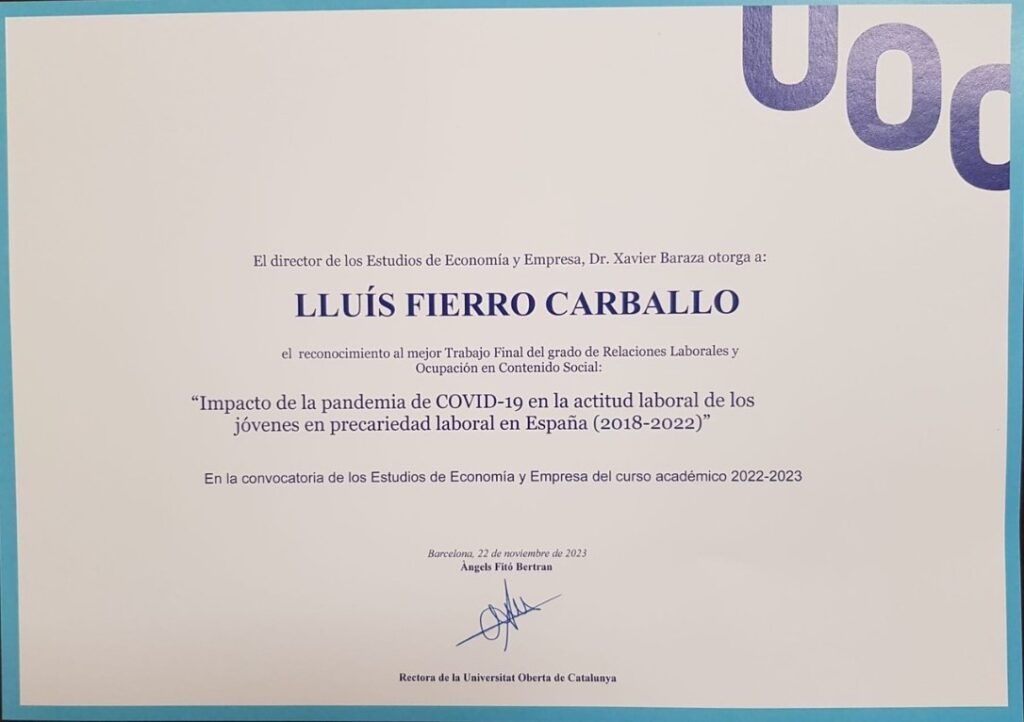 UOC
El director de los Estudios de Economía y Empresa, Dr. Xavier Baraza otorga a:
LLUÍS FIERRO CARBALLO
el reconocimiento al mejor Trabajo Final del grado de Relaciones Laborales y
Ocupación en Contenido Social:
“Impacto de la pandemia de COVID-19 en la actitud laboral de los
jóvenes en precariedad laboral en España (2018-2022)”
En la convocatoria de los Estudios de Economía y Empresa del curso académico 2022-2023
Barcelona, 22 de noviembre de 2023
Àngels Fitó Bertran
Rectora de la Universitat Oberta de Catalunya